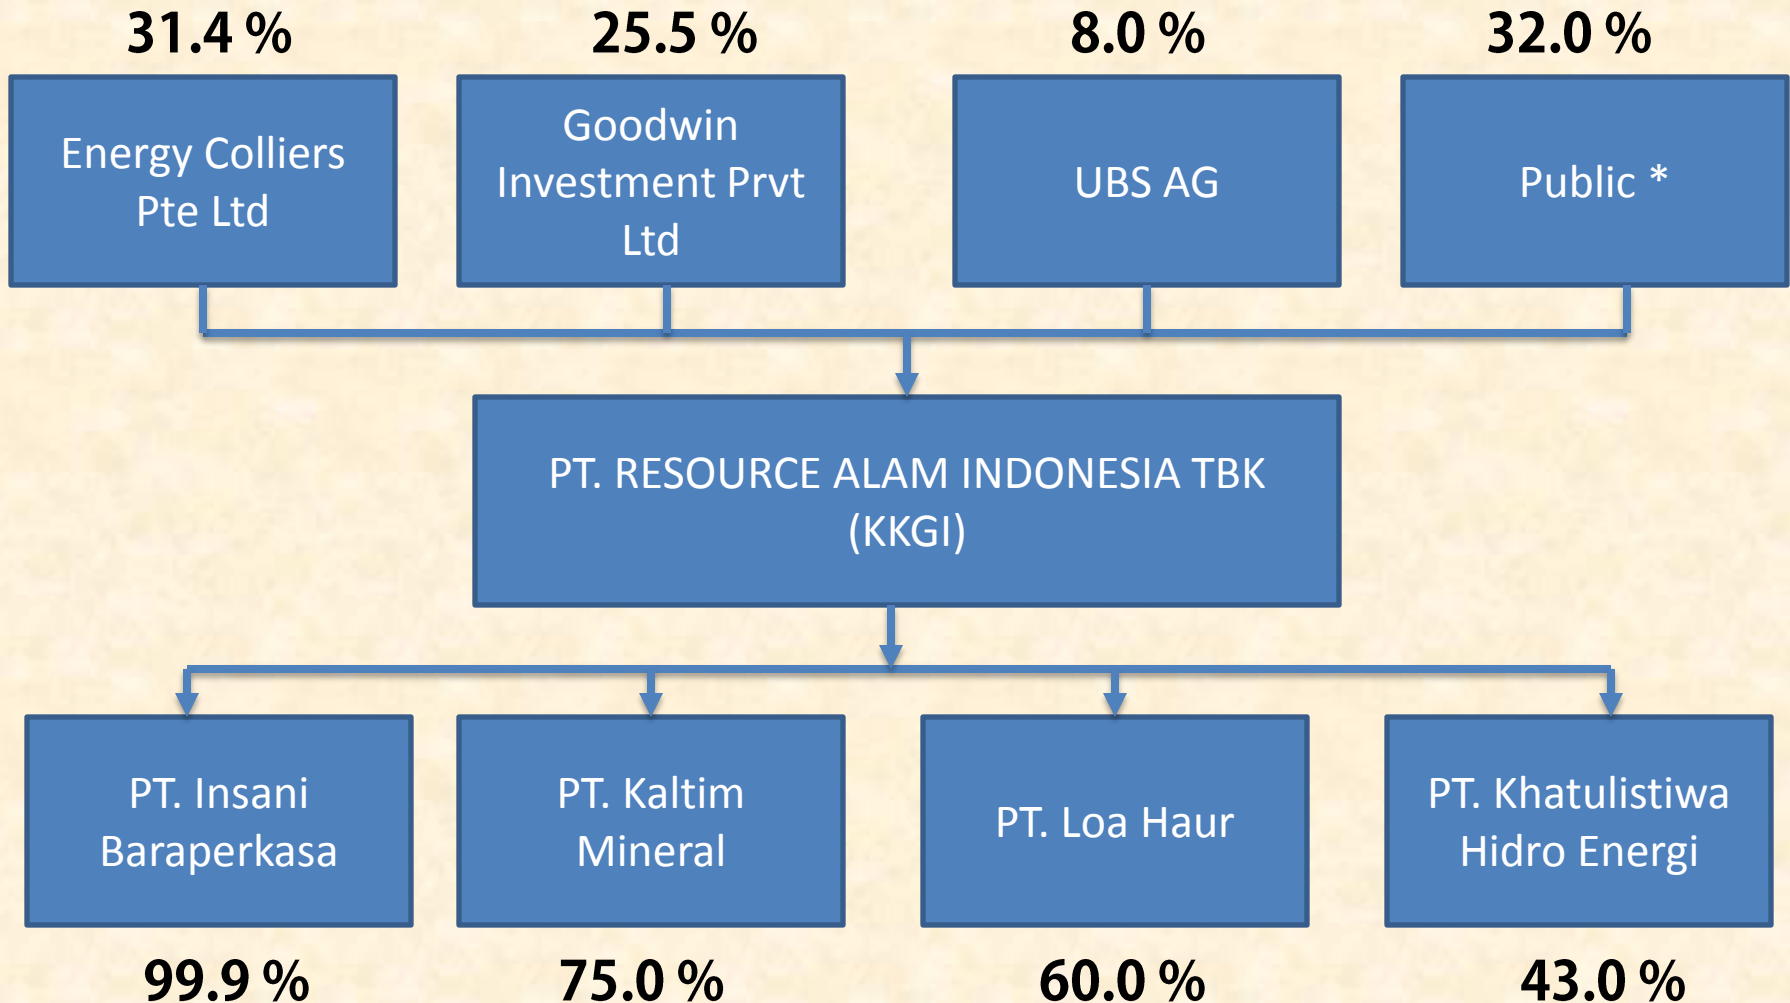 31.4 %
25.5 %
8.0 %
32.0 %
Energy Colliers
Pte Ltd
Goodwin
Investment Prvt
Ltd
UBS AG
Public *
PT. RESOURCE ALAM INDONESIA TBK
(KKGI)
PT. Insani
Baraperkasa
PT. Kaltim
Mineral
PT. Loa Haur
PT. Khatulistiwa
Hidro Energi
99.9 %
75.0 %
60.0 %
43.0 %